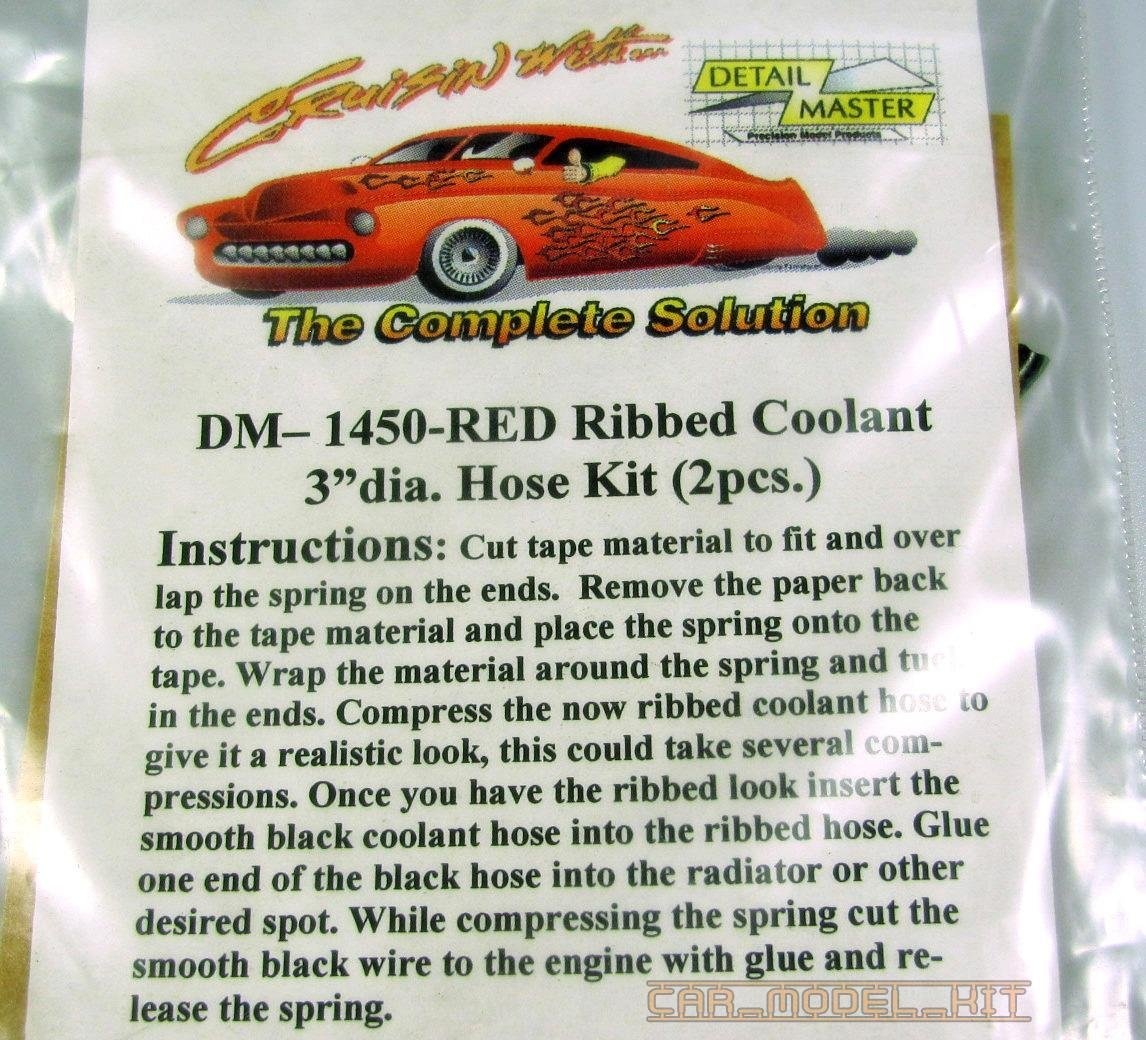 Cruisin With
DETAIL
MASTER
Precision Model Products
The Complete Solution
DM– 1450-RED Ribbed Coolant
3”dia. Hose Kit (2pcs.)
Instructions: Cut tape material to fit and over
lap the spring on the ends. Remove the paper back
to the tape material and place the spring onto the
tape. Wrap the material around the spring and tuck
in the ends. Compress the now ribbed coolant hose to
give it a realistic look, this could take several com-
pressions. Once you have the ribbed look insert the
smooth black coolant hose into the ribbed hose. Glue
one end of the black hose into the radiator or other
desired spot. While compressing the spring cut the
smooth black wire to the engine with glue and re-
lease the spring.
CAR_MODEL_KIT